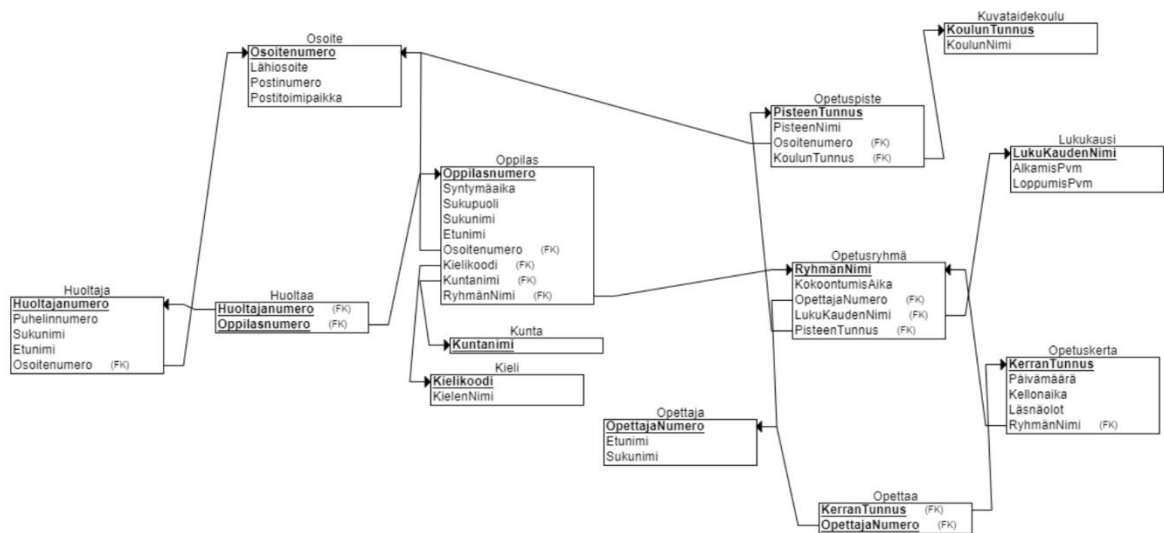 Osoite
Osoitenumero
Lähiosoite
Postinumero
Postitoimipaikka
Kuvataidekoulu
KoulunTunnus
KoulunNimi
Opetuspiste
PisteenTunnus
PisteenNimi
Osoitenumero (FK)
KoulunTunnus (FK)
Lukukausi
LukuKaudenNimi
AlkamisPvm
LoppumisPvm
Oppilas
Oppilasnumero
Syntymäaika
Sukupuoli
Sukunimi
Etunimi
Osoitenumero (FK)
Kielikoodi (FK)
Kuntanimi (FK)
RyhmänNimi (FK)
Opetusryhmä
RyhmänNimi
KokoontumisAika
OpettajaNumero (FK)
LukuKaudenNimi (FK)
PisteenTunnus (FK)
Huoltaja
Huoltajanumero
Puhelinnumero
Sukunimi
Etunimi
Osoitenumero (FK)
Huoltaa
Huoltajanumero (FK)
Oppilasnumero (FK)
Kunta
Kuntanimi
Kieli
Kielikoodi
KielenNimi
Opetuskerta
KerranTunnus
Päivämäärä
Kellonaika
Läsnäolot
RyhmänNimi (FK)
Opettaja
OpettajaNumero
Etunimi
Sukunimi
Opettaa
KerranTunnus (FK)
OpettajaNumero (FK)